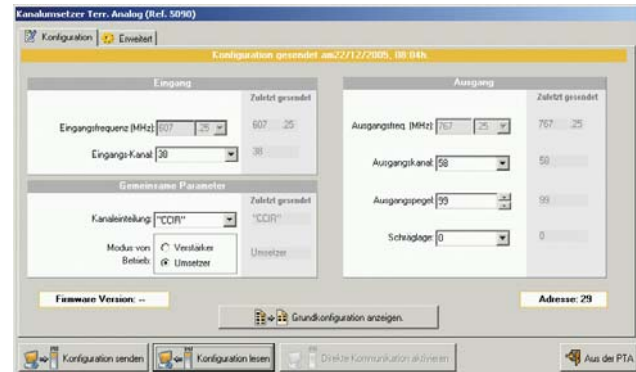 Kanalumsetzer Terr. Analog (Ref. 5090)
Konfiguration
Erweitert
Konfiguration gesendet am22/12/2005, 08:04h.
Eingang
Zuletzt gesendet
Eingangsfrequenz (MHz): 607 .25 607 .25
Eingangs-Kanal: 38 38
Gemeinsame Parameter
Zuletzt gesendet
Kanaleinteilung: "CCIR" "CCIR"
Modus von Betrieb:
Verstärker
Umsetzer
Umsetzer
Ausgang
Zuletzt gesendet
Ausgangsfreq. (MHz): 767 .25 767 .25
Ausgangskanal: 58 58
Ausgangspegel: 99 99
Schräglage: 0 0
Firmware Version: --
Grundkonfiguration anzeigen.
Adresse: 29
Konfiguration senden
Konfiguration lesen
Direkte Kommunikation aktivieren
Aus der PTA